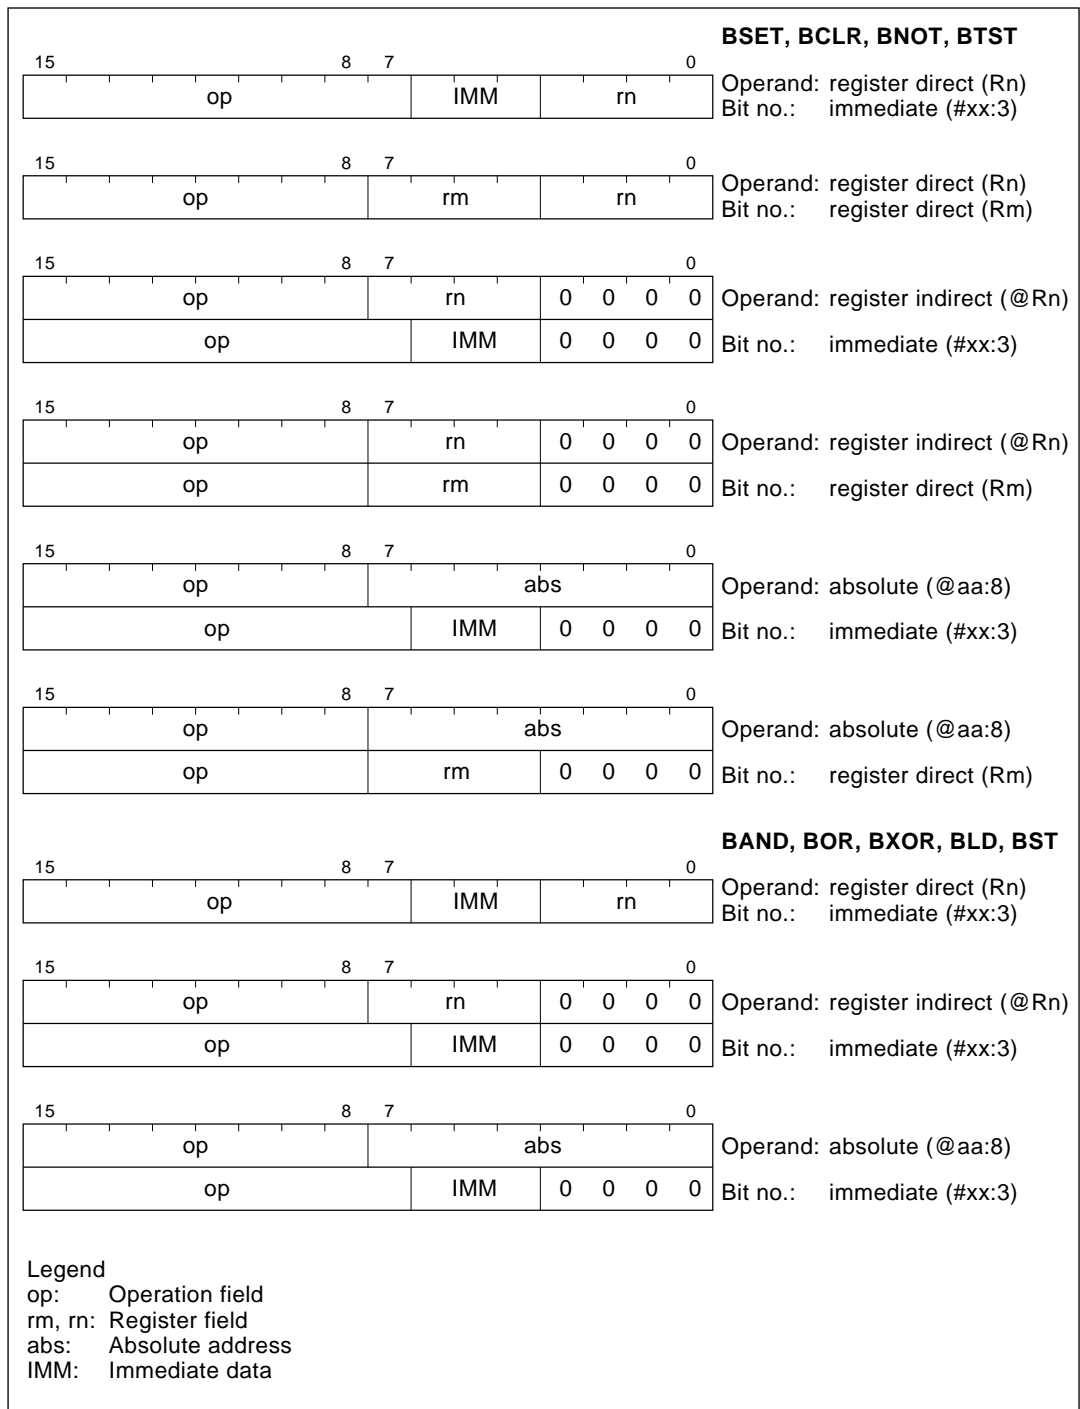 BSET, BCLR, BNOT, BTST
15 8 7 0
op IMM rn
Operand: register direct (Rn)
Bit no.: immediate (#xx:3)
15 8 7 0
op rm rn
Operand: register direct (Rn)
Bit no.: register direct (Rm)
15 8 7 0
op rn 0 0 0 0 Operand: register indirect (@Rn)
op IMM 0 0 0 0 Bit no.: immediate (#xx:3)
15 8 7 0
op rn 0 0 0 0 Operand: register indirect (@Rn)
op rm 0 0 0 0 Bit no.: register direct (Rm)
15 8 7 0
op abs Operand: absolute (@aa:8)
op IMM 0 0 0 0 Bit no.: immediate (#xx:3)
15 8 7 0
op abs Operand: absolute (@aa:8)
op rm 0 0 0 0 Bit no.: register direct (Rm)
BAND, BOR, BXOR, BLD, BST
15 8 7 0
op IMM rn
Operand: register direct (Rn)
Bit no.: immediate (#xx:3)
15 8 7 0
op rn 0 0 0 0 Operand: register indirect (@Rn)
op IMM 0 0 0 0 Bit no.: immediate (#xx:3)
15 8 7 0
op abs Operand: absolute (@aa:8)
op IMM 0 0 0 0 Bit no.: immediate (#xx:3)
Legend
op: Operation field
rm, rn: Register field
abs: Absolute address
IMM: Immediate data